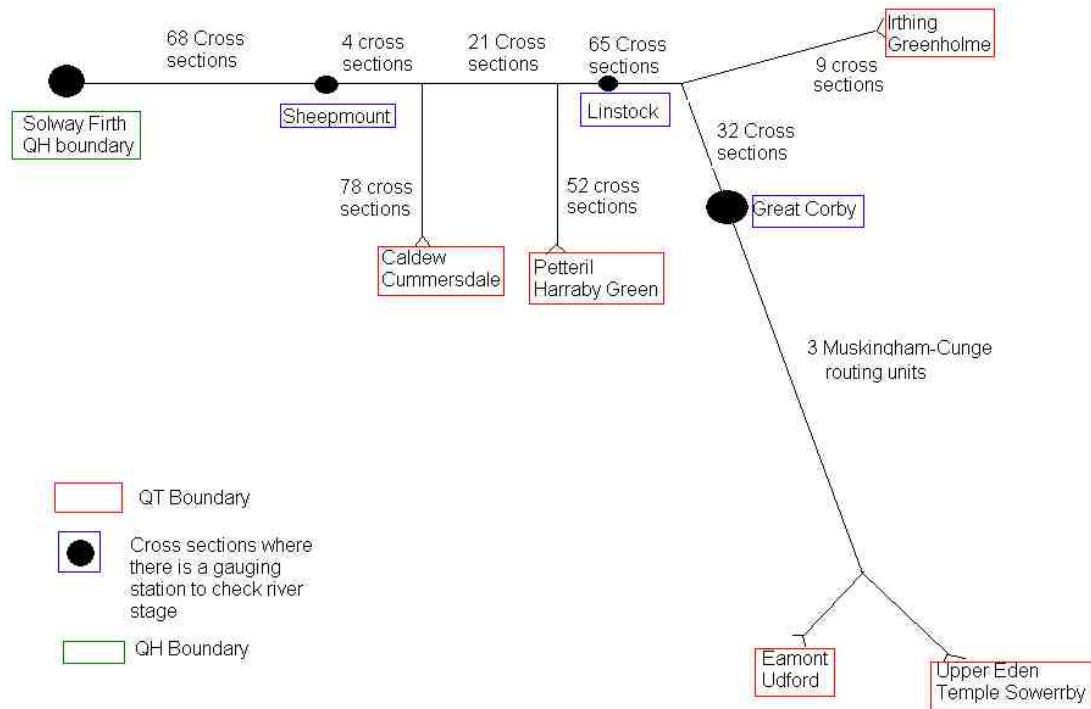 68 Cross
sections
4 cross
sections
21 Cross
sections
65 Cross
sections
Irthing
Greenholme
9 cross
sections
Solway Firth
QH boundary
Sheepmount
Linstock
32 Cross
sections
78 cross
sections
52 cross
sections
Great Corby
Caldew
Cummersdale
Petteril
Harraby Green
3 Muskingham-Cunge
routing units
QT Boundary
Cross sections where
there is a gauging
station to check river
stage
QH Boundary
Eamont
Udford
Upper Eden
Temple Sowerrby